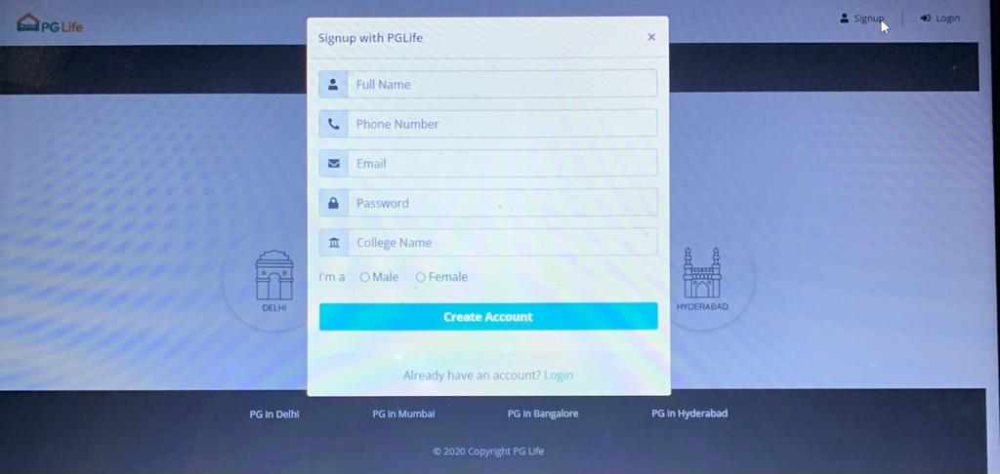 PG Life
Signup
Login
Signup with PGLife
×
Full Name
Phone Number
Email
Password
College Name
I'm a Male Female
Create Account
Already have an account? Login
DELHI
HYDERABAD
PG in Delhi PG in Mumbai PG in Bangalore PG in Hyderabad
© 2020 Copyright PG Life